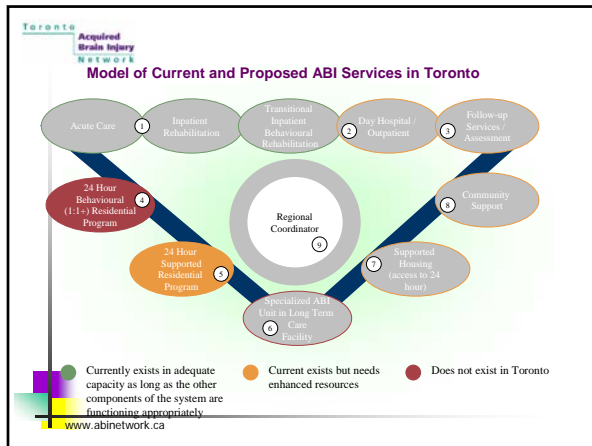 Toronto
Acquired
Brain Injury
Network
Model of Current and Proposed ABI Services in Toronto
Acute Care
1
Inpatient
Rehabilitation
Transitional
Inpatient
Behavioural
Rehabilitation
2
Day Hospital /
Outpatient
3
Follow-up
Services /
Assessment
24 Hour
Behavioural
(1:1+) Residential
Program
4
Regional
Coordinator
9
8
Community
Support
24 Hour
Supported
Residential
Program
5
7
Supported
Housing
(access to 24
hour)
Specialized ABI
Unit in Long Term
Care
Facility
6
Currently exists in adequate
capacity as long as the other
components of the system are
functioning appropriately
Current exists but needs
enhanced resources
Does not exist in Toronto
www.abinetwork.ca